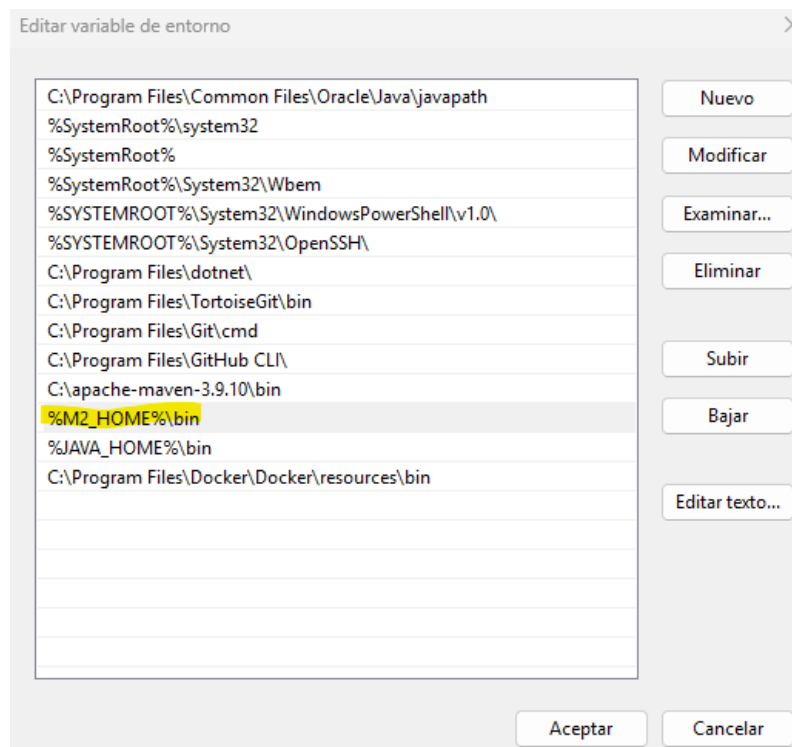 Editar variable de entorno
C:\Program Files\Common Files\Oracle\Java\javapath
Nuevo
%SystemRoot%\system32
%SystemRoot%
Modificar
%SystemRoot%\System32\Wbem
%SYSTEMROOT%\System32\WindowsPowerShell\v1.0\
Examinar...
%SYSTEMROOT%\System32\OpenSSH\
C:\Program Files\dotnet\
Eliminar
C:\Program Files\TortoiseGit\bin
C:\Program Files\Git\cmd
C:\Program Files\GitHub CLI\
Subir
C:\apache-maven-3.9.10\bin
%M2_HOME%\bin
Bajar
%JAVA_HOME%\bin
C:\Program Files\Docker\Docker\resources\bin
Editar texto...
Aceptar
Cancelar